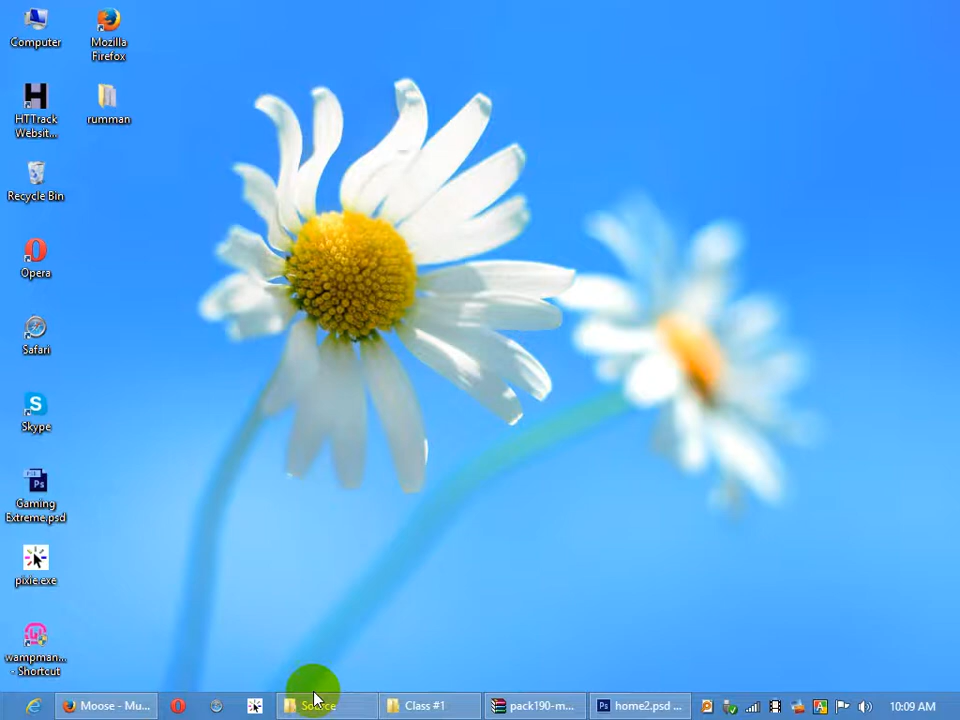 Computer
Mozilla
Firefox
HTTrack
Websit...
rumman
Recycle Bin
Opera
Safari
Skype
Gaming
Extreme.psd
pixie.exe
wampman...
- Shortcut
Moose - Mu...
Source
Class #1
pack190-m...
home2.psd ...
10:09 AM